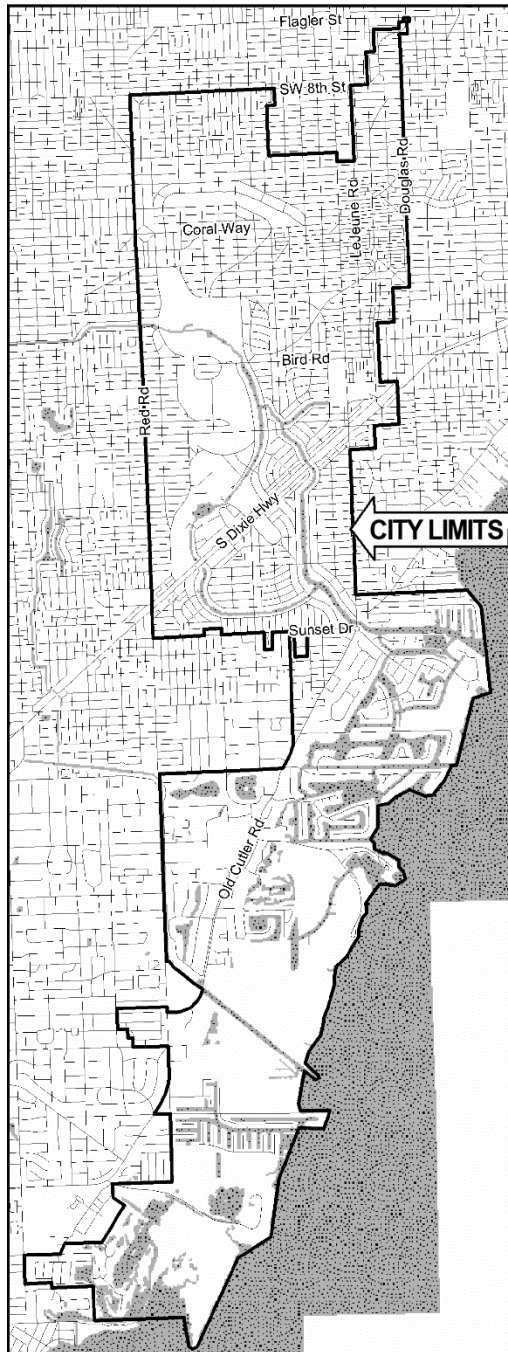 Flagler St
SW 8th St
Douglas Rd
LeJeune Rd
Coral Way
Bird Rd
Red Rd
S Dixie Hwy
CITY LIMITS
Sunset Dr
Old Cutler Rd